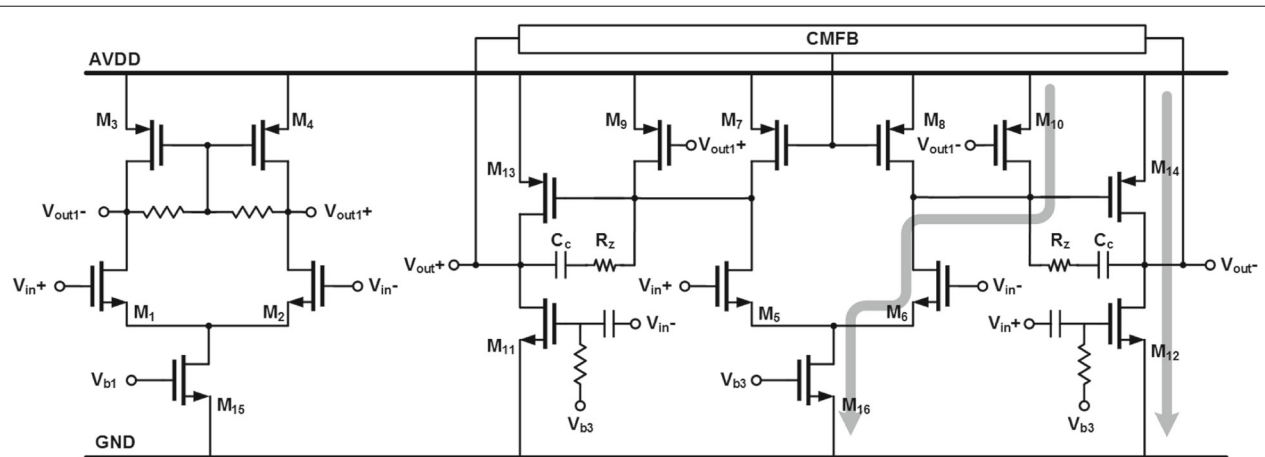 CMFB
AVDD
M3
M4
M9
M7
M8
M10
Vout1+
Vout1-
M13
M14
Vout1-
Vout1+
Cc
Rz
Rz
Cc
Vout+
Vout-
Vin+
Vin-
Vin+
Vin-
M1
M2
M5
M6
Vin-
Vin+
M11
M12
Vb1
Vb3
M15
M16
Vb3
Vb3
GND